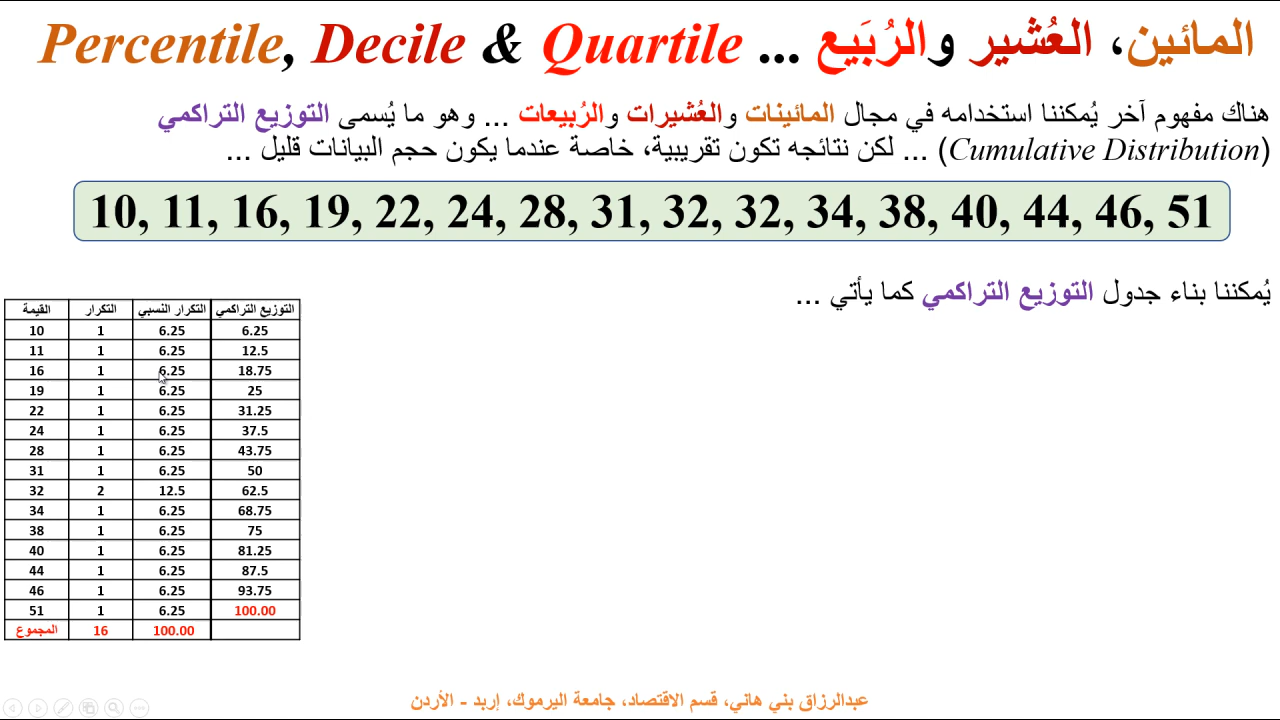 المائين، العُشير والرُبَيع ... Percentile, Decile & Quartile
هناك مفهوم آخر يُمكننا استخدامه في مجال المائينات والعُشيرات والرُبيعات ... وهو ما يُسمى التوزيع التراكمي
(Cumulative Distribution) ... لكن نتائجه تكون تقريبية، خاصة عندما يكون حجم البيانات قليل ...
10, 11, 16, 19, 22, 24, 28, 31, 32, 32, 34, 38, 40, 44, 46, 51
يُمكننا بناء جدول التوزيع التراكمي كما يأتي ...
القيمة التكرار التكرار النسبي التوزيع التراكمي
10 1 6.25 6.25
11 1 6.25 12.5
16 1 6.25 18.75
19 1 6.25 25
22 1 6.25 31.25
24 1 6.25 37.5
28 1 6.25 43.75
31 1 6.25 50
32 2 12.5 62.5
34 1 6.25 68.75
38 1 6.25 75
40 1 6.25 81.25
44 1 6.25 87.5
46 1 6.25 93.75
51 1 6.25 100.00
المجموع 16 100.00
عبدالرزاق بني هاني، قسم الاقتصاد، جامعة اليرموك، إربد - الأردن